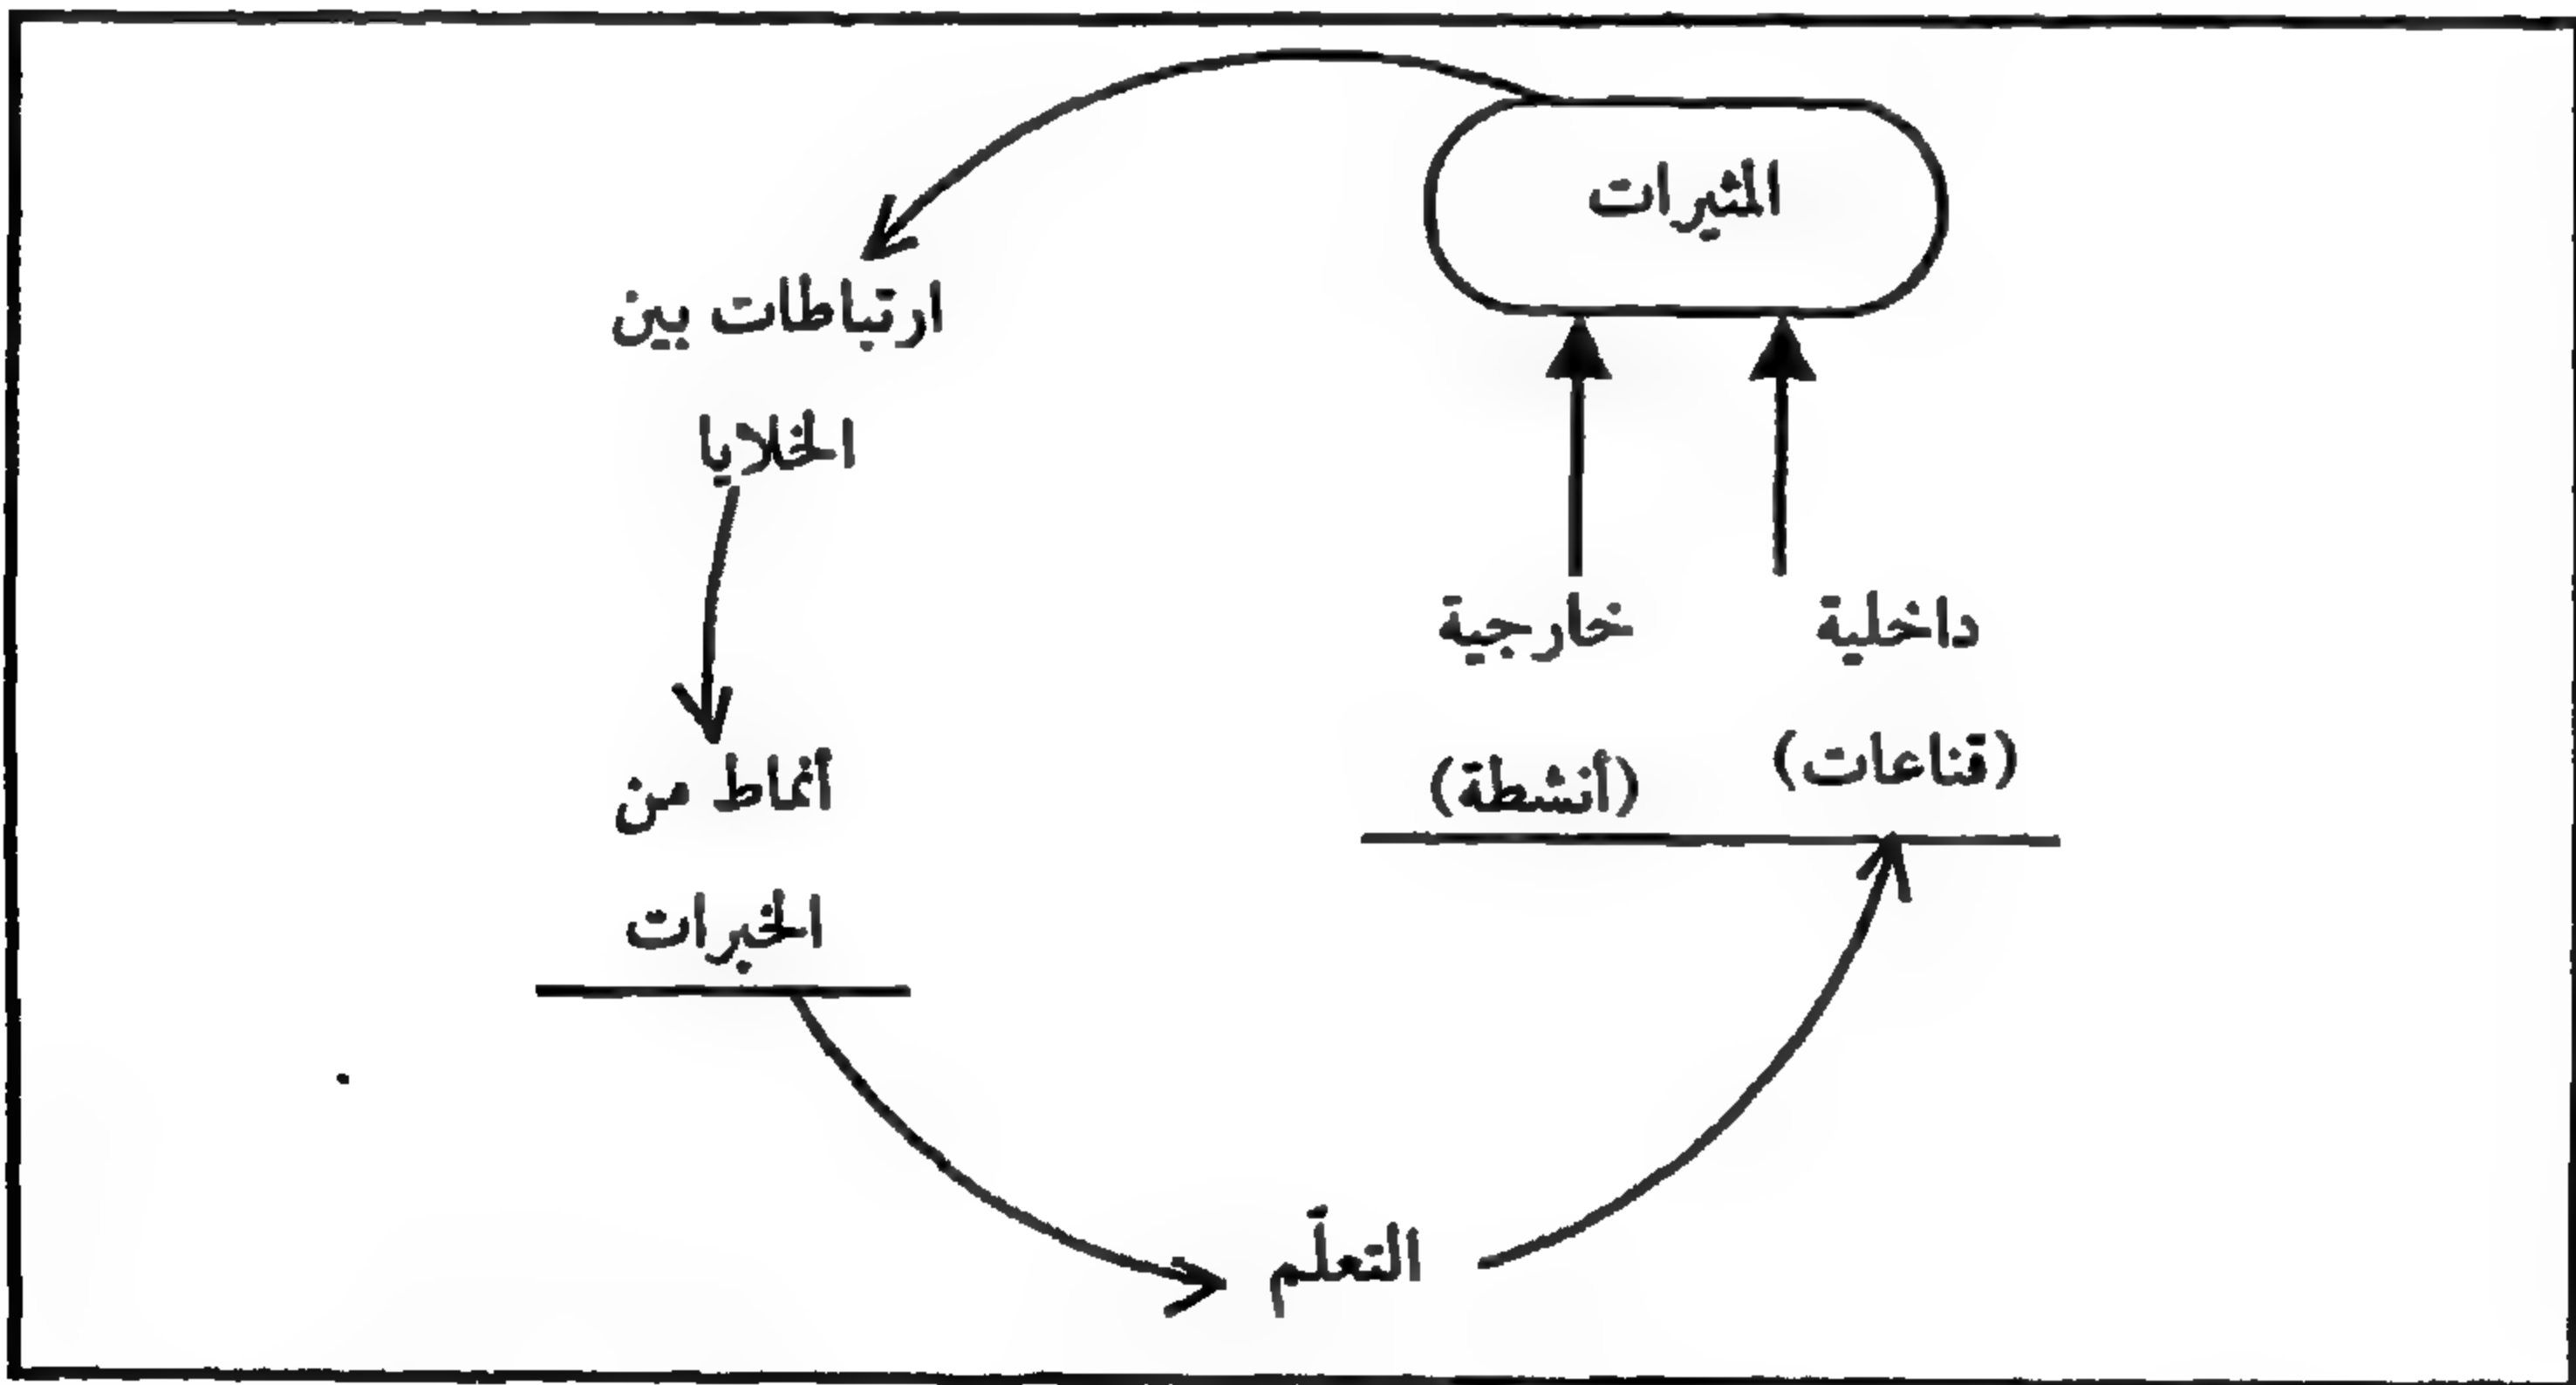 المثيرات
داخلية
(قناعات)
خارجية
(أنشطة)
ارتباطات بين
الخلايا
أنماط من
الخبرات
التعلّم